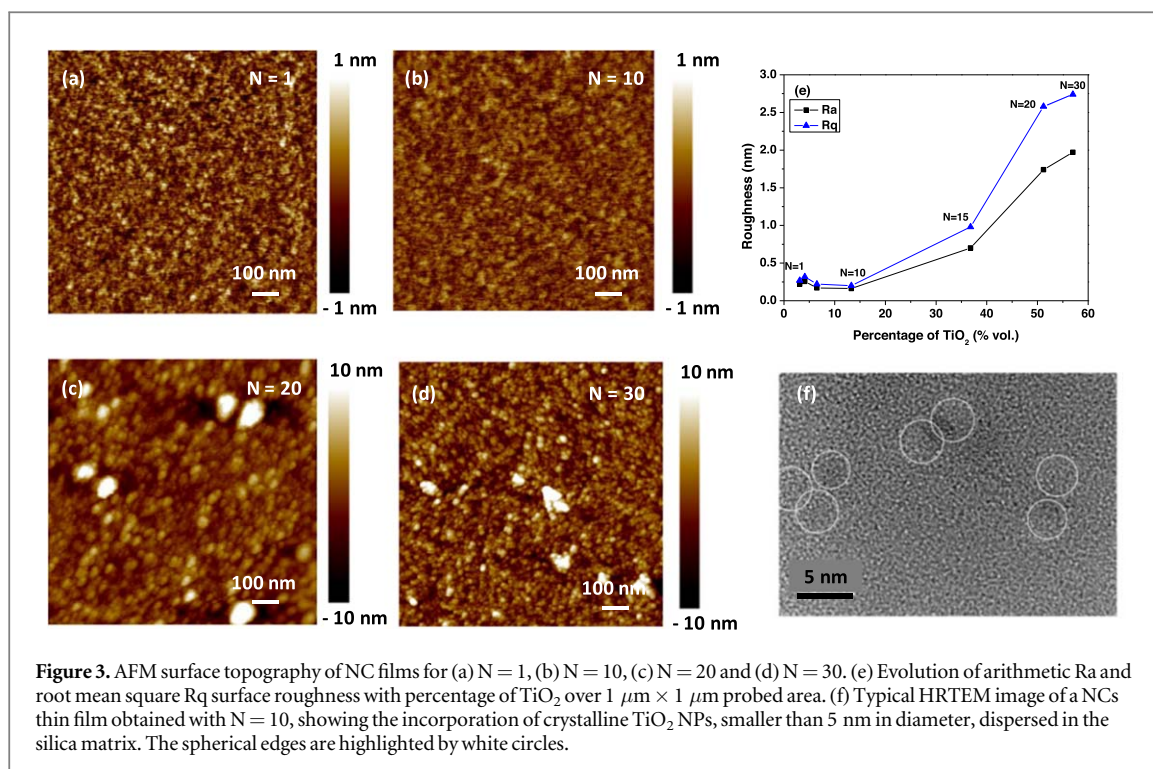 1 nm
(a)
N = 1
100 nm
- 1 nm
1 nm
(b)
N = 10
100 nm
- 1 nm
(e)
Ra
Rq
3.0
2.5
2.0
1.5
1.0
0.5
0.0
Roughness (nm)
N=1
N=10
N=15
N=20
N=30
0 10 20 30 40 50 60
Percentage of TiO₂ (% vol.)
10 nm
(c)
N = 20
100 nm
- 10 nm
10 nm
(d)
N = 30
100 nm
- 10 nm
(f)
5 nm
Figure 3. AFM surface topography of NC films for (a) N = 1, (b) N = 10, (c) N = 20 and (d) N = 30. (e) Evolution of arithmetic Ra and
root mean square Rq surface roughness with percentage of TiO₂ over 1 μm × 1 μm probed area. (f) Typical HRTEM image of a NCs
thin film obtained with N = 10, showing the incorporation of crystalline TiO₂ NPs, smaller than 5 nm in diameter, dispersed in the
silica matrix. The spherical edges are highlighted by white circles.